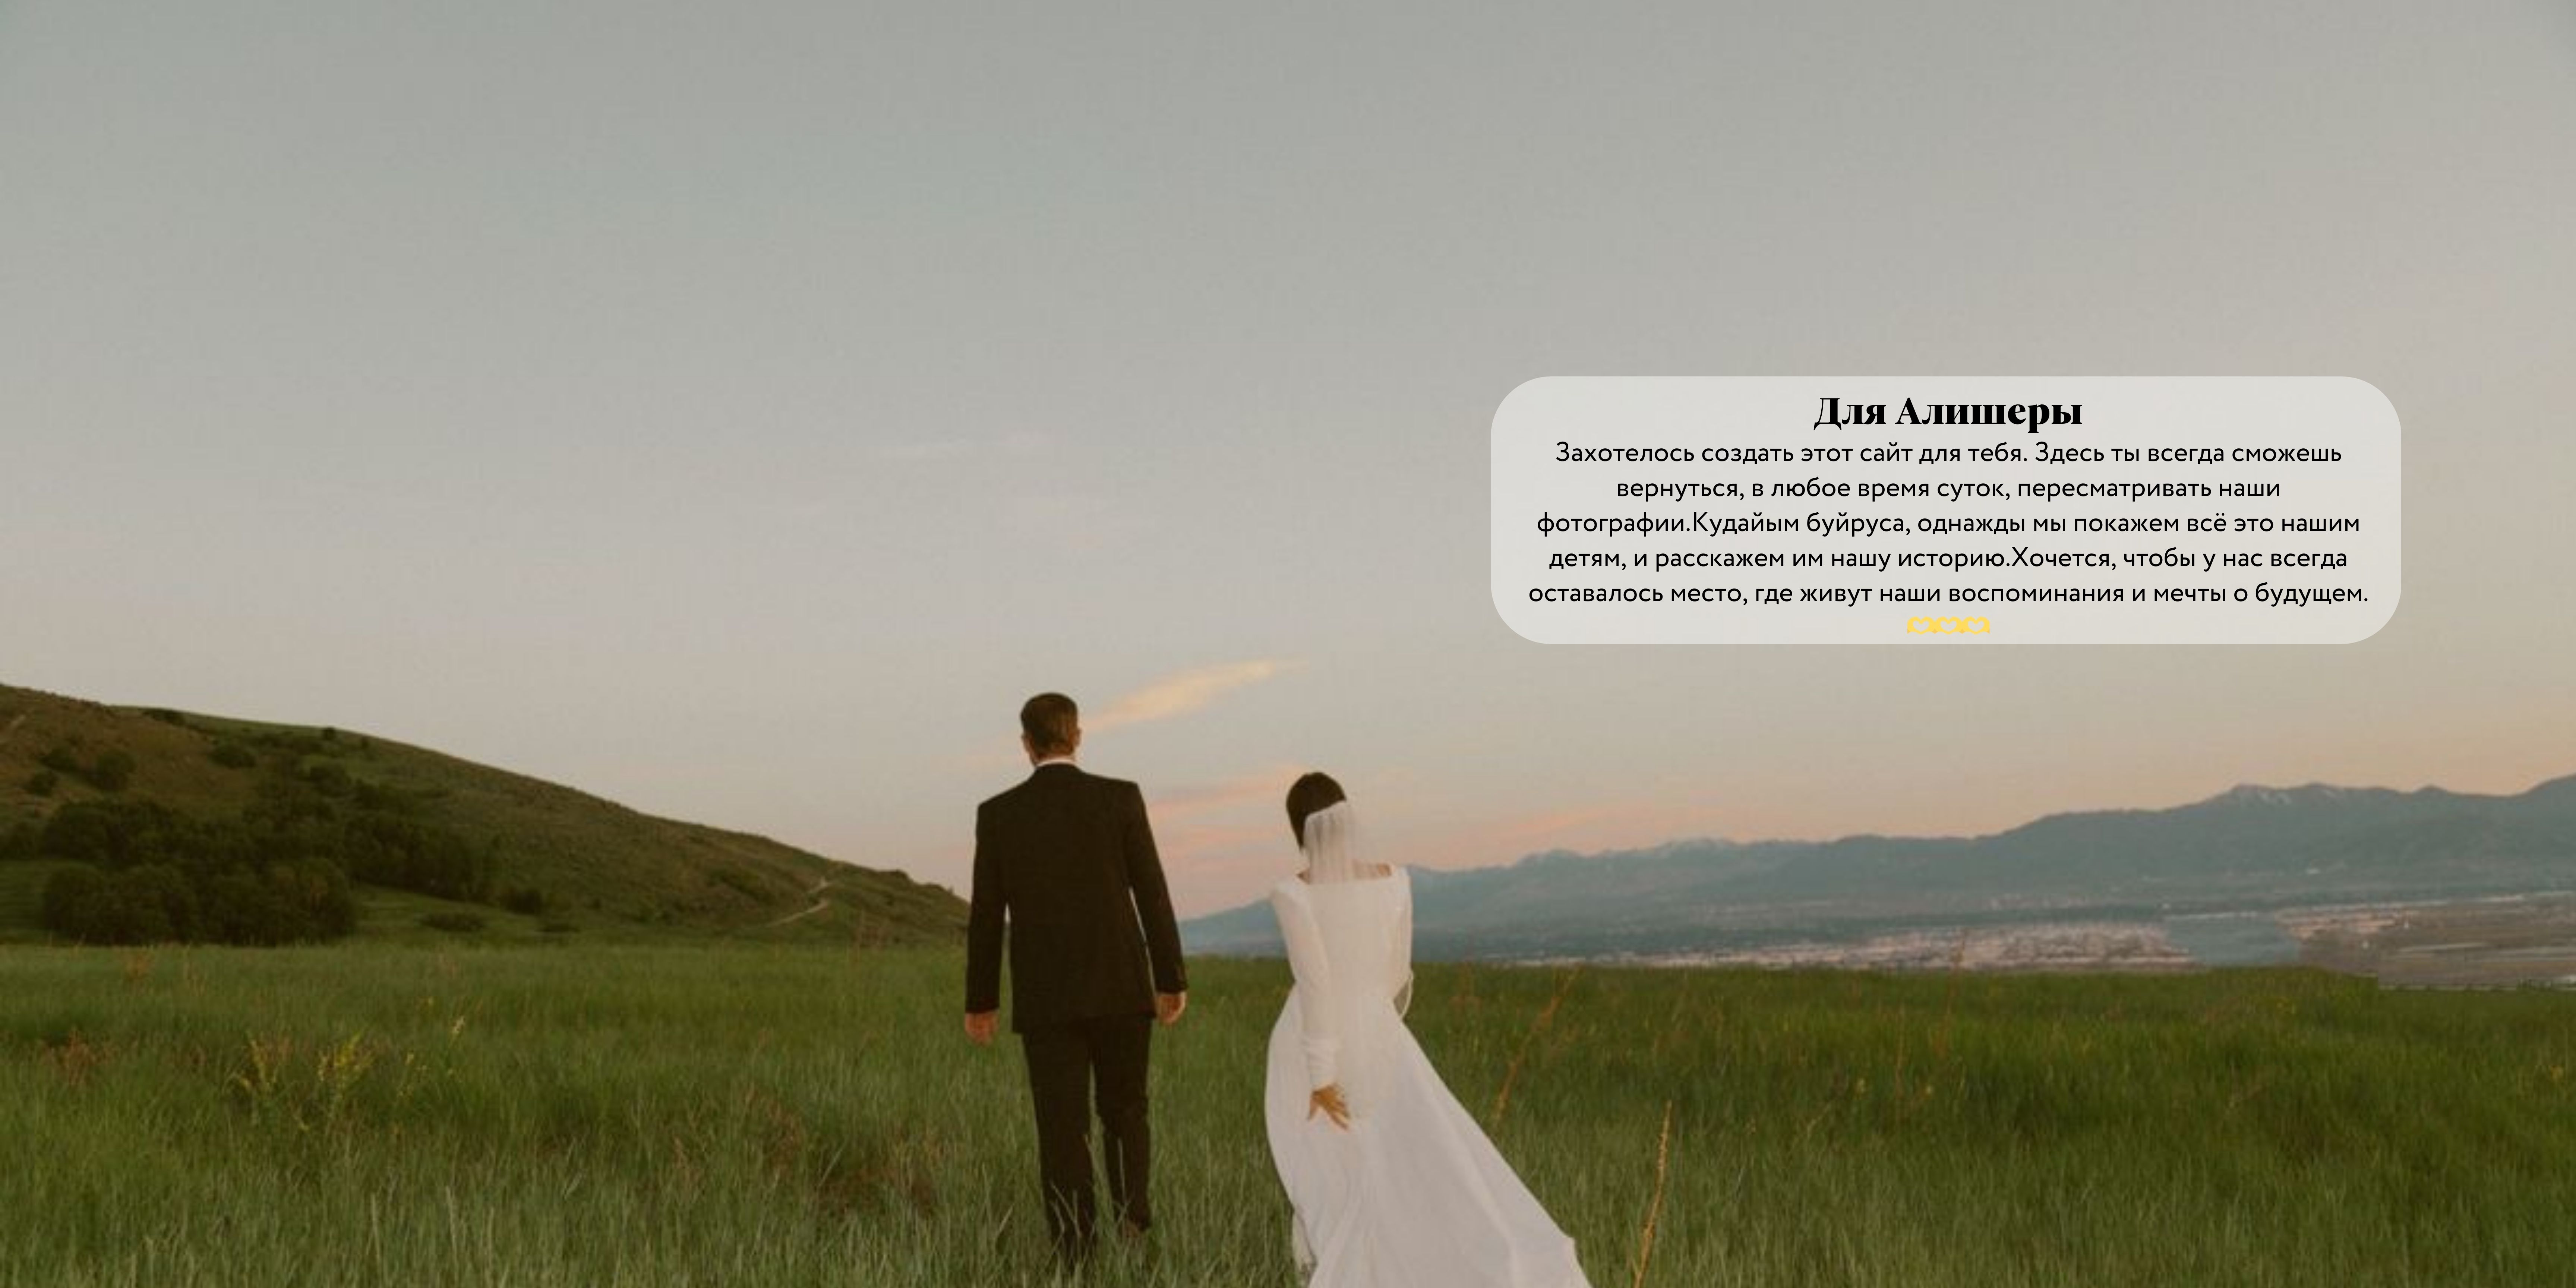 Для Алишеры
Захотелось создать этот сайт для тебя. Здесь ты всегда сможешь
вернуться, в любое время суток, пересматривать наши
фотографии.Кудайым буйруса, однажды мы покажем всё это нашим
детям, и расскажем им нашу историю.Хочется, чтобы у нас всегда
оставалось место, где живут наши воспоминания и мечты о будущем.
🫶🫶🫶